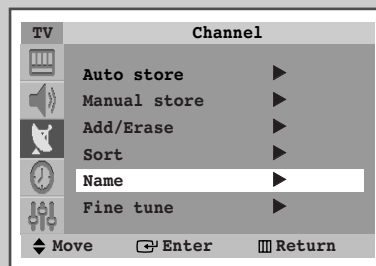 TV Channel
Auto store
Manual store
Add/Erase
Sort
Name
Fine tune
Move Enter Return